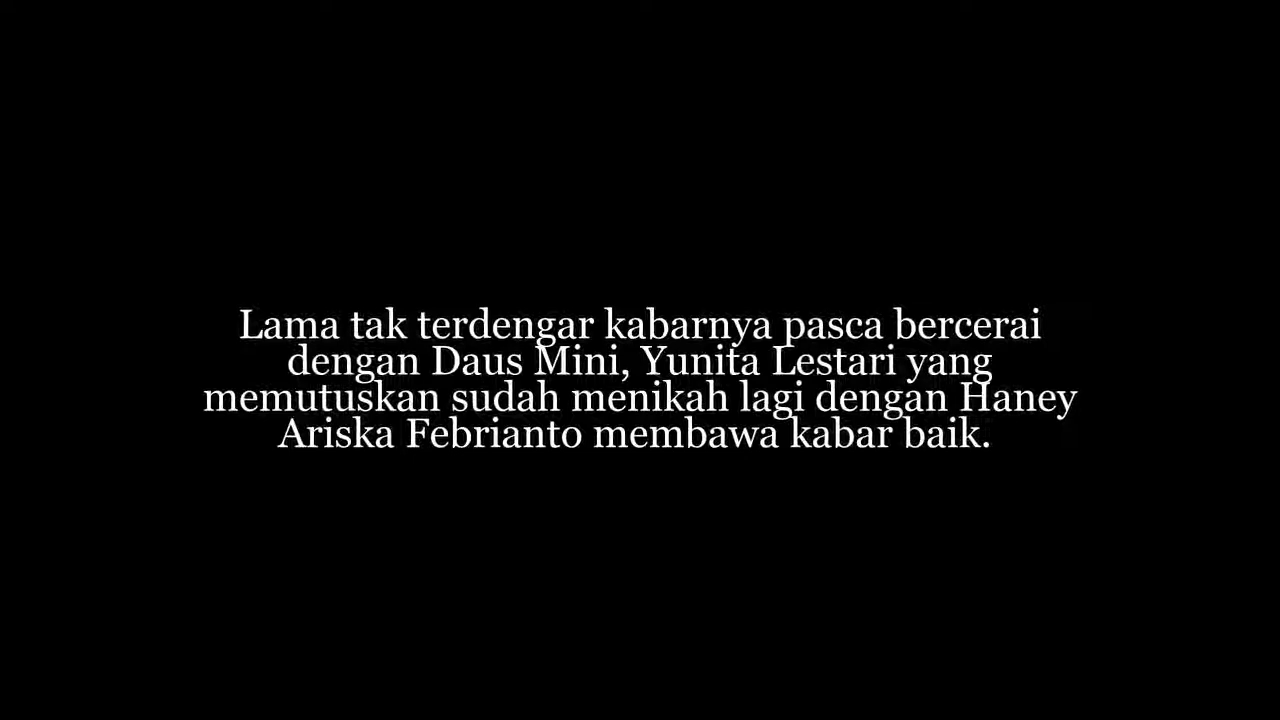 Lama tak terdengar kabarnya pasca bercerai
dengan Daus Mini, Yunita Lestari yang
memutuskan sudah menikah lagi dengan Haney
Ariska Febrianto membawa kabar baik.